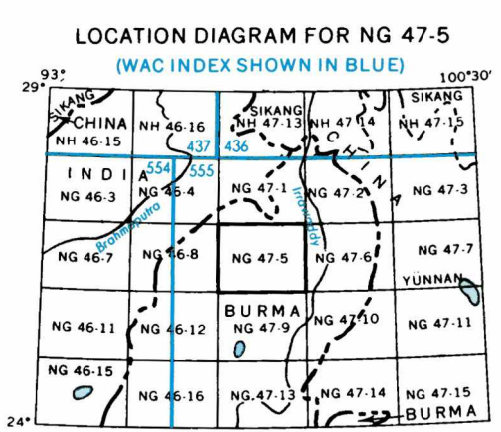 LOCATION DIAGRAM FOR NG 47-5
(WAC INDEX SHOWN IN BLUE)
93° 100°30'
29°
SIKANG SIKANG SIKANG
CHINA NH 46-16 NH 47-13 NH 47-14 NH 47-15
NH 46-15 437 436 CHINA
INDIA 554 555
NG 46-3 NG 46-4 NG 47-1 NG 47-2 NG 47-3
Brahmaputra Irrawaddy
NG 46-7 NG 46-8 NG 47-5 NG 47-6 NG 47-7
YÜNNAN
BURMA
NG 46-11 NG 46-12 NG 47-9 NG 47-10 NG 47-11
NG 46-15 NG 46-16 NG 47-13 NG 47-14 NG 47-15
24° BURMA